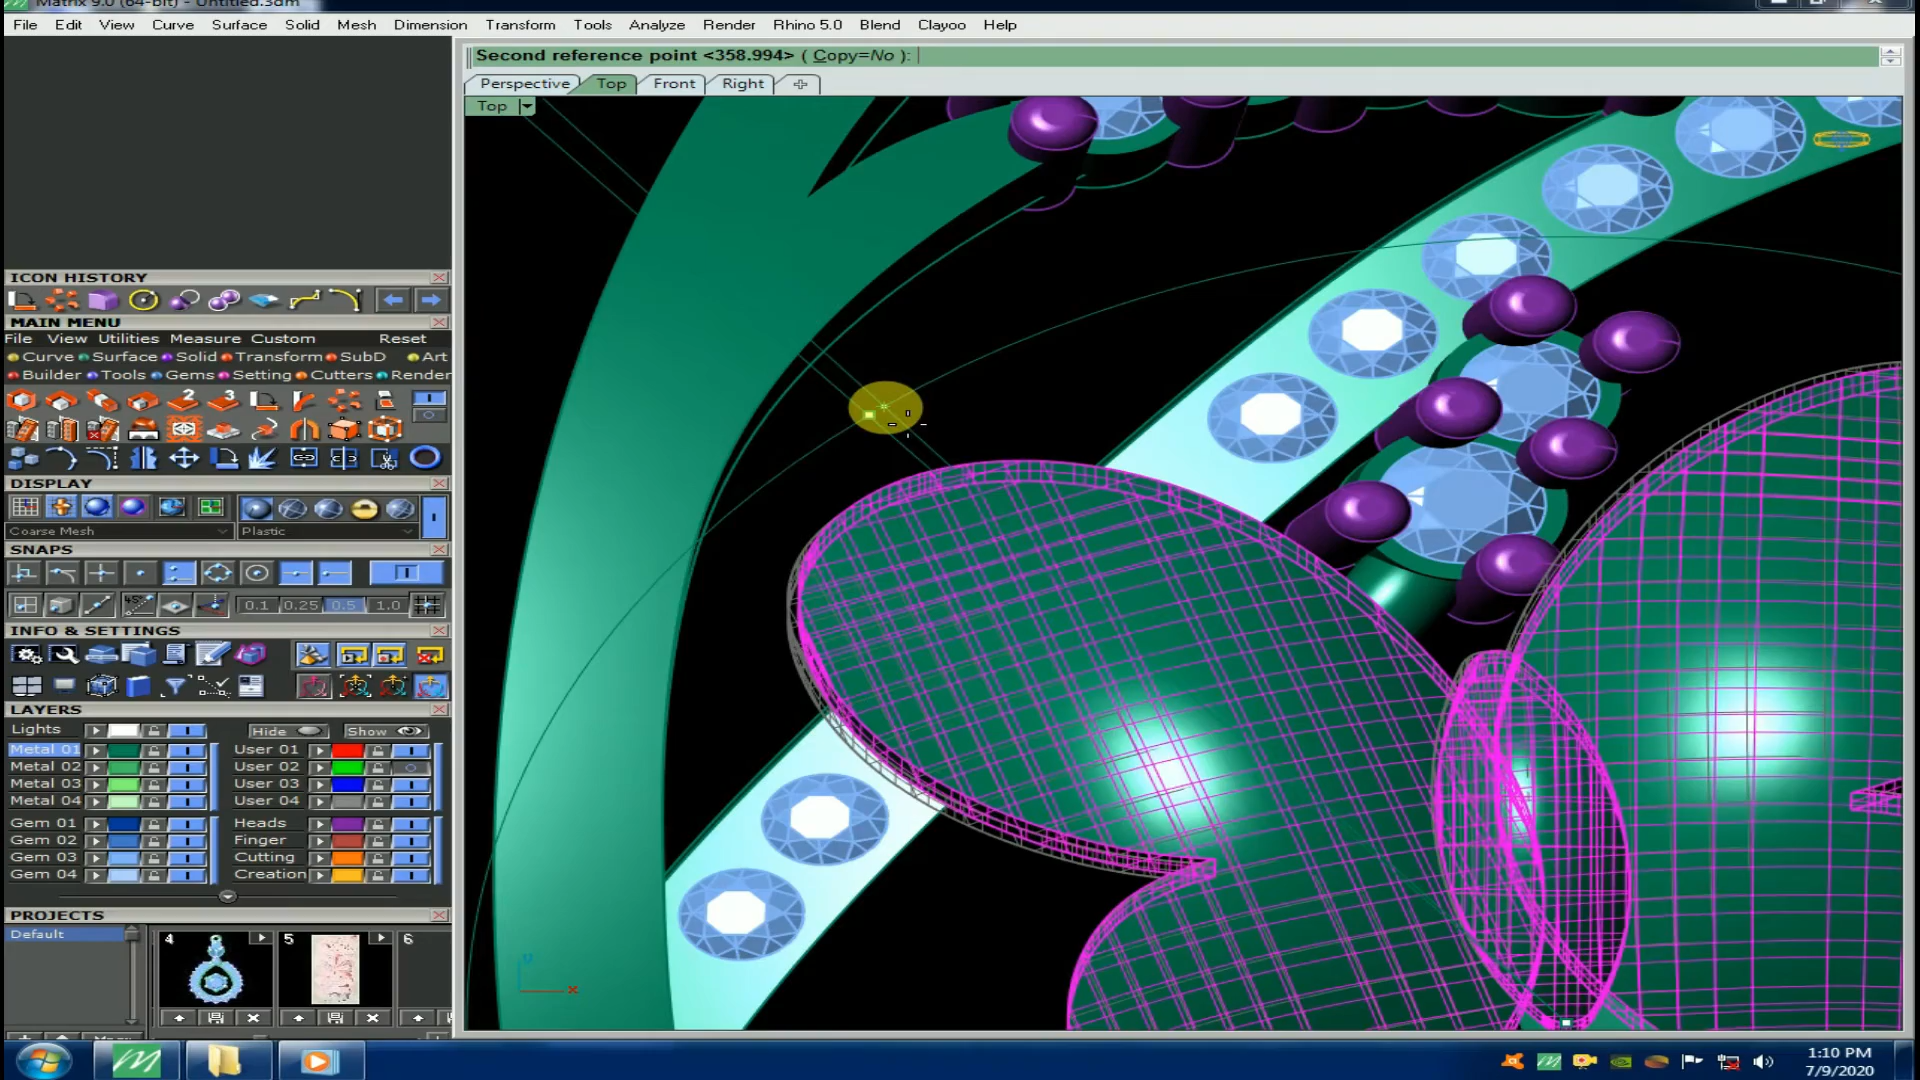 Matrix 9.0 (64-bit) - Untitled.3dm
File Edit View Curve Surface Solid Mesh Dimension Transform Tools Analyze Render Rhino 5.0 Blend Clayoo Help
Second reference point <358.994> ( Copy=No ):
Perspective Top Front Right
Top
ICON HISTORY
MAIN MENU
File View Utilities Measure Custom Reset
Curve Surface Solid Transform SubD Art
Builder Tools Gems Setting Cutters Render
2 3
DISPLAY
Coarse Mesh Plastic
SNAPS
45° 0.1 0.25 0.5 1.0
INFO & SETTINGS
LAYERS
Lights Hide Show
Metal 01 User 01
Metal 02 User 02
Metal 03 User 03
Metal 04 User 04
Gem 01 Heads
Gem 02 Finger
Gem 03 Cutting
Gem 04 Creation
PROJECTS
Default 4 5 6
x
1:10 PM
7/9/2020